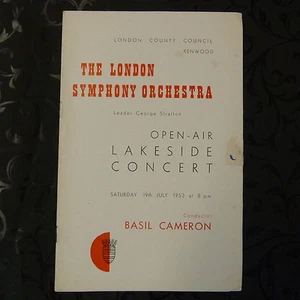 LONDON COUNTY COUNCIL
KENWOOD
THE LONDON
SYMPHONY ORCHESTRA
Leader George Stratton
OPEN-AIR
LAKESIDE
CONCERT
SATURDAY 19th JULY 1952 at 8 pm
Conductor
BASIL CAMERON